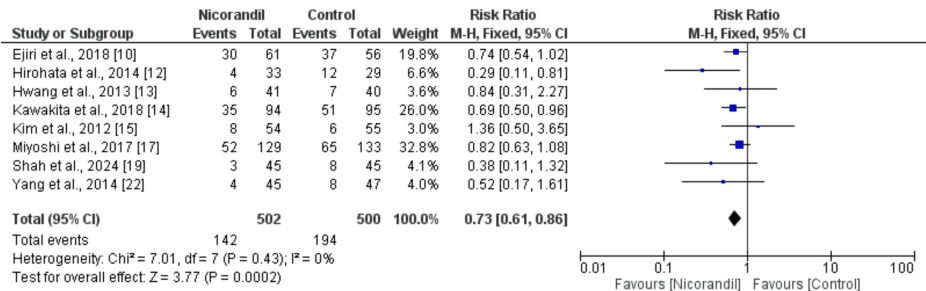 Nicorandil Control Risk Ratio Risk Ratio
Study or Subgroup Events Total Events Total Weight M-H, Fixed, 95% CI M-H, Fixed, 95% CI
Ejiri et al., 2018 [10] 30 61 37 56 19.8% 0.74 [0.54, 1.02]
Hirohata et al., 2014 [12] 4 33 12 29 6.6% 0.29 [0.11, 0.81]
Hwang et al., 2013 [13] 6 41 7 40 3.6% 0.84 [0.31, 2.27]
Kawakita et al., 2018 [14] 35 94 51 95 26.0% 0.69 [0.50, 0.96]
Kim et al., 2012 [15] 8 54 6 55 3.0% 1.36 [0.50, 3.65]
Miyoshi et al., 2017 [17] 52 129 65 133 32.8% 0.82 [0.63, 1.08]
Shah et al., 2024 [19] 3 45 8 45 4.1% 0.38 [0.11, 1.32]
Yang et al., 2014 [22] 4 45 8 47 4.0% 0.52 [0.17, 1.61]
Total (95% CI) 502 500 100.0% 0.73 [0.61, 0.86]
Total events 142 194
Heterogeneity: Chi² = 7.01, df = 7 (P = 0.43); I² = 0%
Test for overall effect: Z = 3.77 (P = 0.0002)
0.01 0.1 1 10 100
Favours [Nicorandil] Favours [Control]